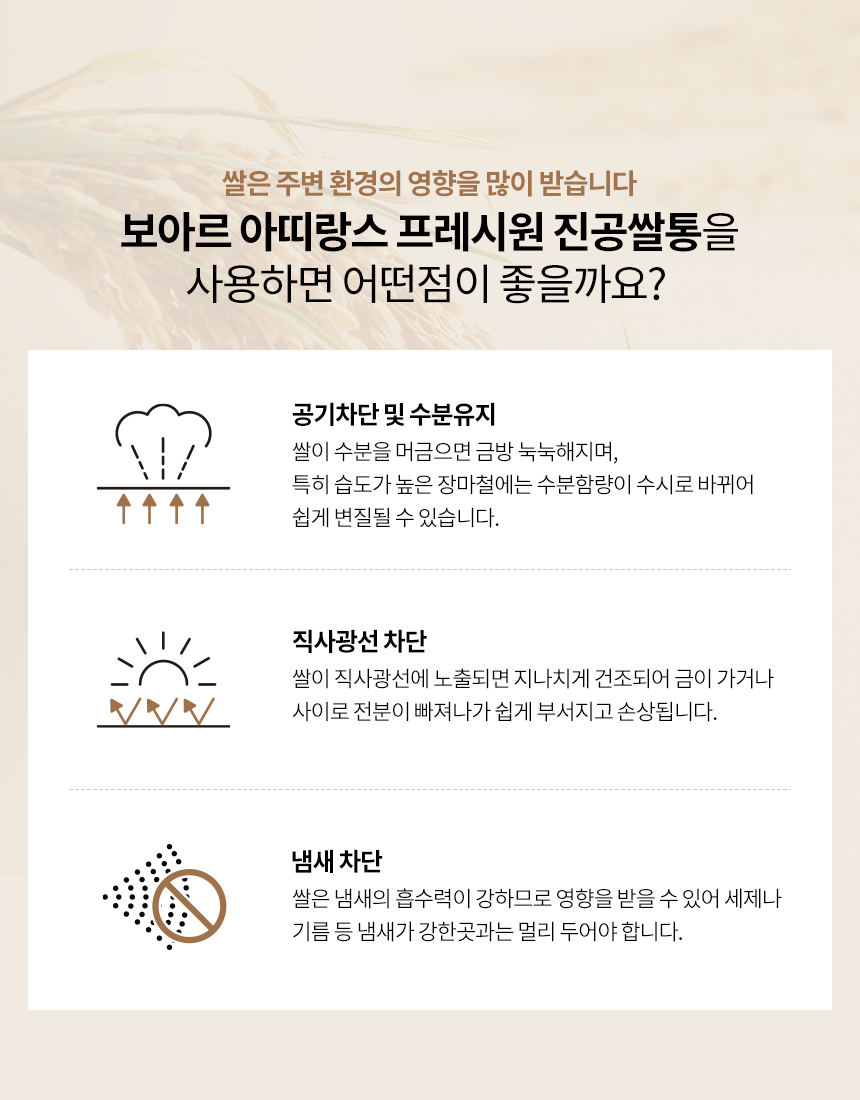 쌀은 주변 환경의 영향을 많이 받습니다
보아르 아띠랑스 프레시원 진공쌀통을
사용하면 어떤점이 좋을까요?
공기차단 및 수분유지
쌀이 수분을 머금으면 금방 눅눅해지며,
특히 습도가 높은 장마철에는 수분함량이 수시로 바뀌어
쉽게 변질될 수 있습니다.
직사광선 차단
쌀이 직사광선에 노출되면 지나치게 건조되어 금이 가거나
사이로 전분이 빠져나가 쉽게 부서지고 손상됩니다.
냄새 차단
쌀은 냄새의 흡수력이 강하므로 영향을 받을 수 있어 세제나
기름 등 냄새가 강한곳과는 멀리 두어야 합니다.